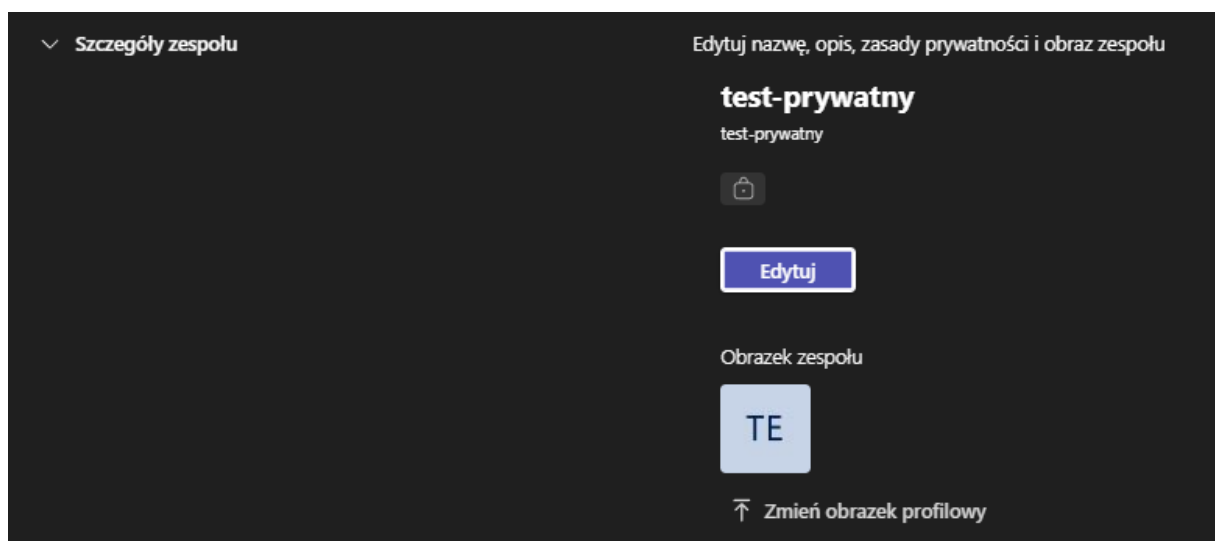 Szczegóły zespołu
Edytuj nazwę, opis, zasady prywatności i obraz zespołu
test-prywatny
test-prywatny
Edytuj
Obrazek zespołu
TE
Zmień obrazek profilowy